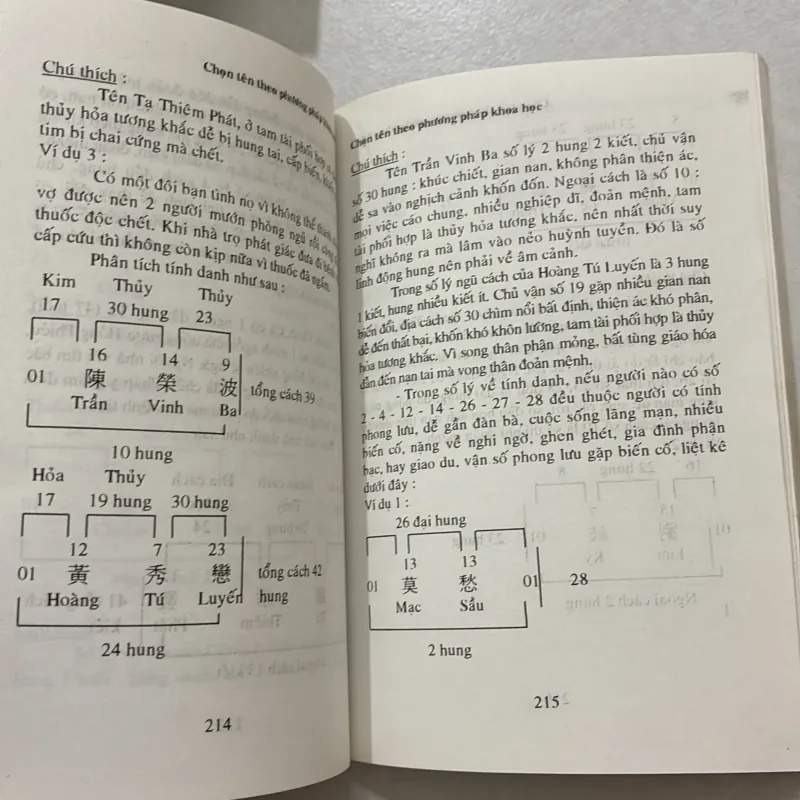 Chọn tên theo phương pháp
Chú thích :
Tên Tạ Thiêm Phát, ở tam tài phối hợp
thủy hỏa tương khắc dễ bị hung tai, cấp biến,
tim bị chai cứng mà chết.
Ví dụ 3 :
Có một đôi bạn tình nọ vì không thể thành
vợ được nên 2 người mướn phòng ngủ rồi
thuốc độc chết. Khi nhà trọ phát giác đưa đi
cấp cứu thì không còn kịp nữa vì thuốc đã ngấm.
Phân tích tính danh như sau :
Kim Thủy Thủy
17 30 hung 23
16 14 9
01 陳 榮 波 tổng cách 39
Trần Vinh Ba
10 hung
Hỏa Thủy
17 19 hung 30 hung
12 7 23
01 黃 秀 戀 tổng cách 42
Hoàng Tú Luyến hung
24 hung
214
Chọn tên theo phương pháp khoa học
Chú thích :
Tên Trần Vinh Ba số lý 2 hung 2 kiết, chủ vận
số 30 hung : khúc chiết, gian nan, không phân thiện ác,
dễ sa vào nghịch cảnh khốn đốn. Ngoại cách là số 10 :
mọi việc cáo chung, nhiều nghiệp dĩ, đoản mệnh, tam
tài phối hợp là thủy hỏa tương khắc, nên nhất thời suy
nghĩ không ra mà lâm vào nẻo huỳnh tuyền. Đó là số
linh động hung nên phải về âm cảnh.
Trong số lý ngũ cách của Hoàng Tú Luyến là 3 hung
1 kiết, hung nhiều kiết ít. Chủ vận số 19 gặp nhiều gian nan
biến đổi, địa cách số 30 chìm nổi bất định, thiện ác khó phân,
dễ đến thất bại, khốn khó khôn lường, tam tài phối hợp là thủy
hỏa tương khắc. Vì song thân phận mỏng, bất tùng giáo hóa
dẫn đến nạn tai mà vong thân đoản mệnh.
- Trong số lý về tính danh, nếu người nào có số
2 - 4 - 12 - 14 - 26 - 27 - 28 đều thuộc người có tính
phong lưu, dễ gần đàn bà, cuộc sống lãng mạn, nhiều
biến cố, nặng về nghi ngờ, ghen ghét, gia đình phận
bạc, hay giao du, vận số phong lưu gặp biến cố, liệt kê
dưới đây :
Ví dụ 1 :
26 đại hung
13 13
01 莫 愁 01 28
Mạc Sầu
2 hung
215